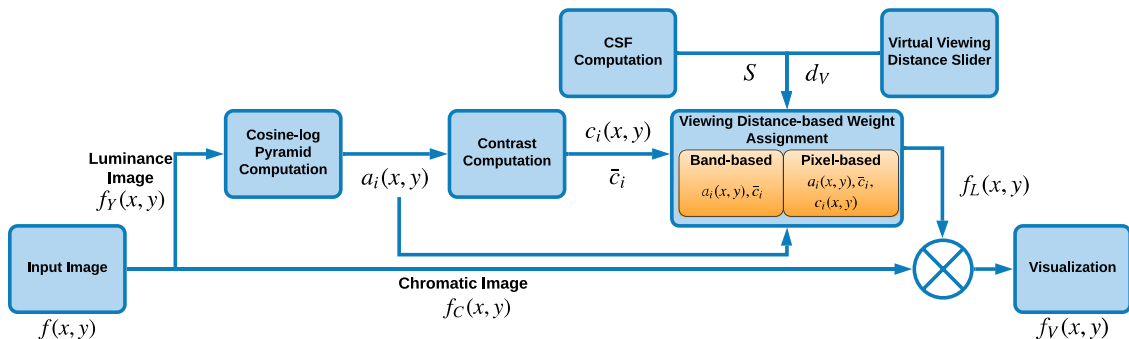 CSF
Computation
Virtual Viewing
Distance Slider
S
d_V
Cosine-log
Pyramid
Computation
Contrast
Computation
c_i(x, y)
c̄_i
Viewing Distance-based Weight
Assignment
Band-based
a_i(x, y), c̄_i
Pixel-based
a_i(x, y), c̄_i,
c_i(x, y)
Luminance
Image
f_Y(x, y)
a_i(x, y)
f_L(x, y)
Input Image
f(x, y)
Chromatic Image
f_C(x, y)
Visualization
f_V(x, y)